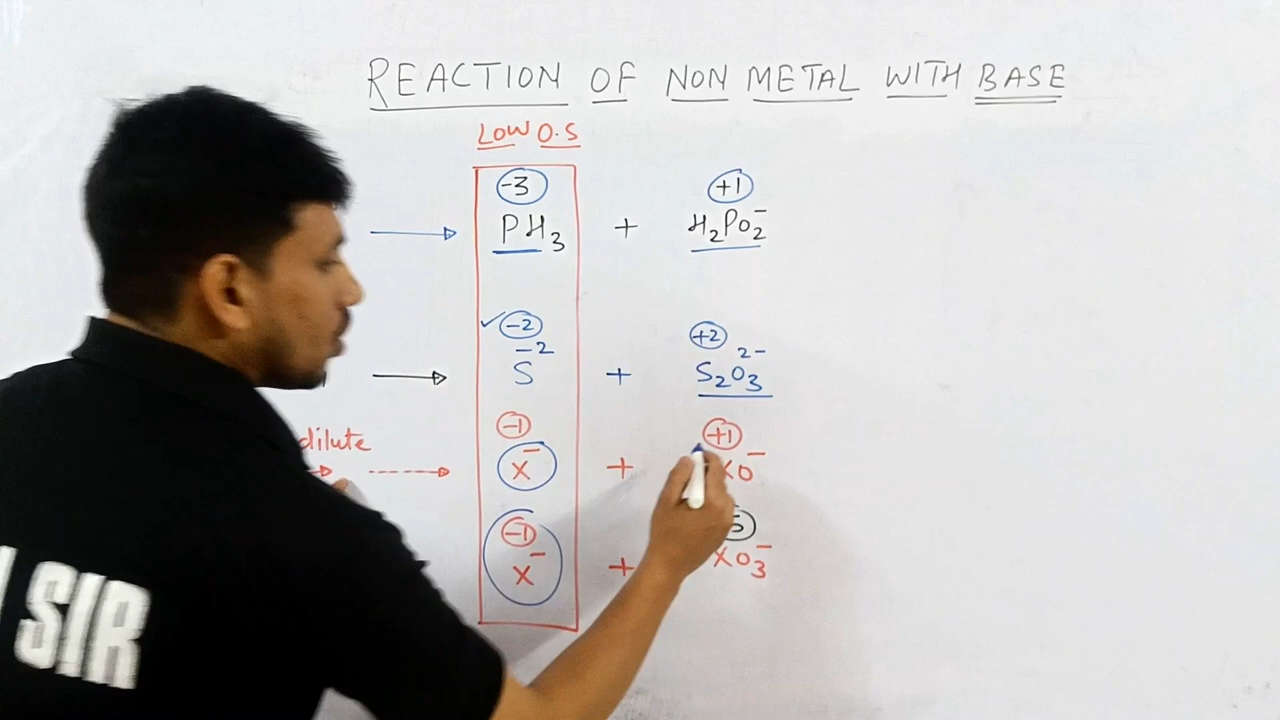 REACTION OF NON METAL WITH BASE
LOW O.S
-3 +1
→ PH₃ + H₂PO₂⁻
✓ -2 +2
→ S⁻² + S₂O₃²⁻
-1 +1
dilute
→ X⁻ + XO⁻
-1 5
X⁻ + XO₃⁻
SIR